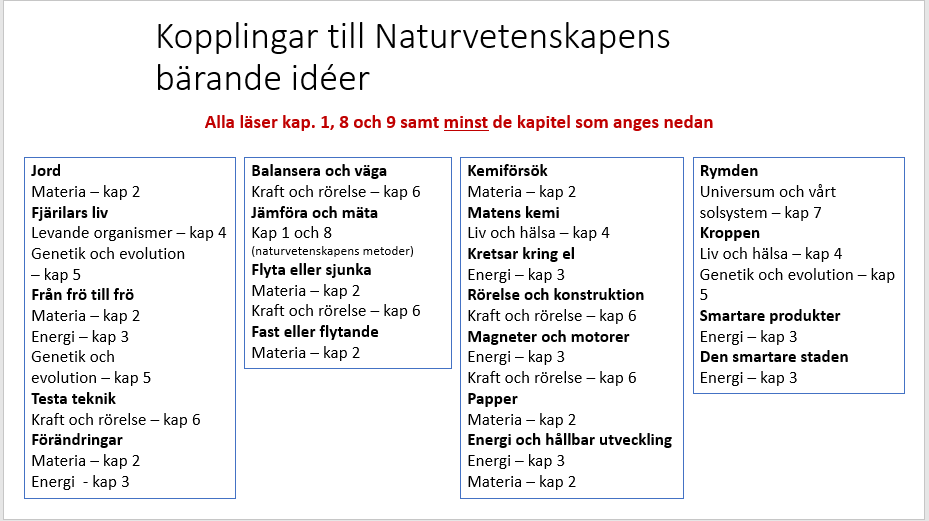 Kopplingar till Naturvetenskapens
bärande idéer
Alla läser kap. 1, 8 och 9 samt minst de kapitel som anges nedan
Jord
Materia – kap 2
Fjärilars liv
Levande organismer – kap 4
Genetik och evolution
– kap 5
Från frö till frö
Materia – kap 2
Energi – kap 3
Genetik och
evolution – kap 5
Testa teknik
Kraft och rörelse – kap 6
Förändringar
Materia – kap 2
Energi  - kap 3
Balansera och väga
Kraft och rörelse – kap 6
Jämföra och mäta
Kap 1 och 8
(naturvetenskapens metoder)
Flyta eller sjunka
Materia – kap 2
Kraft och rörelse – kap 6
Fast eller flytande
Materia – kap 2
Kemiförsök
Materia – kap 2
Matens kemi
Liv och hälsa – kap 4
Kretsar kring el
Energi – kap 3
Rörelse och konstruktion
Kraft och rörelse – kap 6
Magneter och motorer
Energi – kap 3
Kraft och rörelse – kap 6
Papper
Materia – kap 2
Energi och hållbar utveckling
Energi – kap 3
Materia – kap 2
Rymden
Universum och vårt
solsystem – kap 7
Kroppen
Liv och hälsa – kap 4
Genetik och evolution – kap
5
Smartare produkter
Energi – kap 3
Den smartare staden
Energi – kap 3